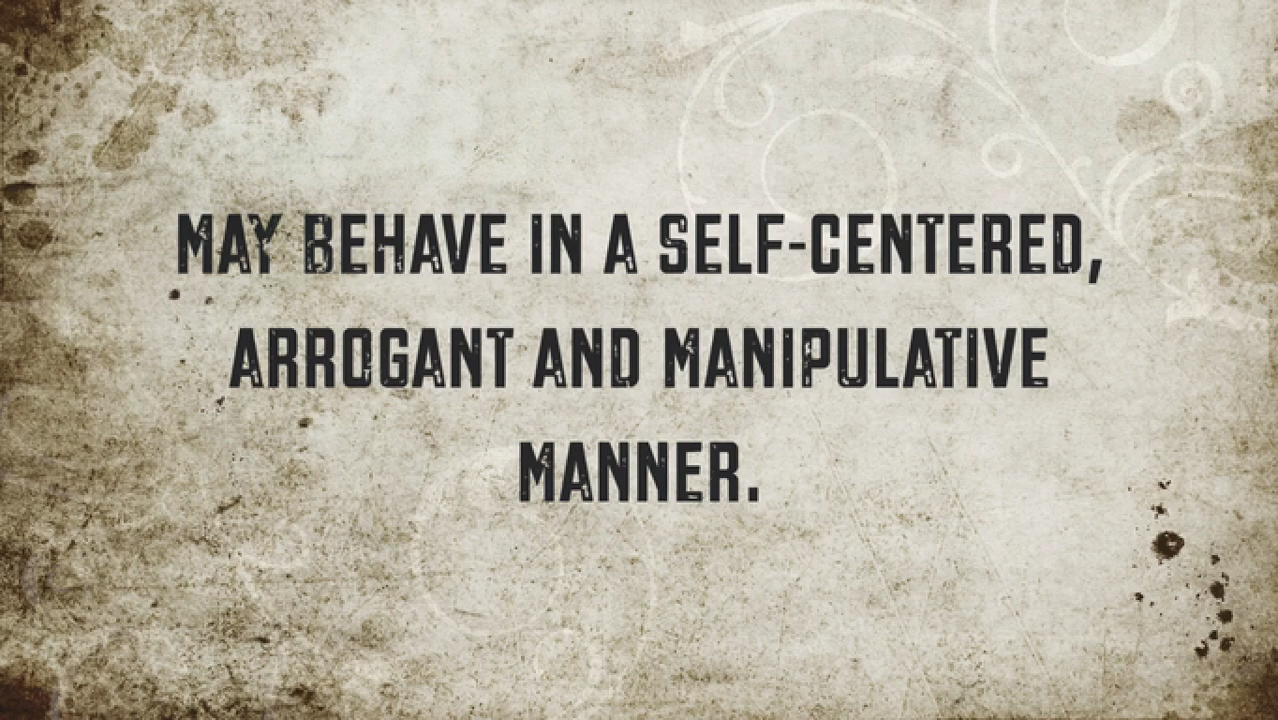 MAY BEHAVE IN A SELF-CENTERED,
ARROGANT AND MANIPULATIVE
MANNER.